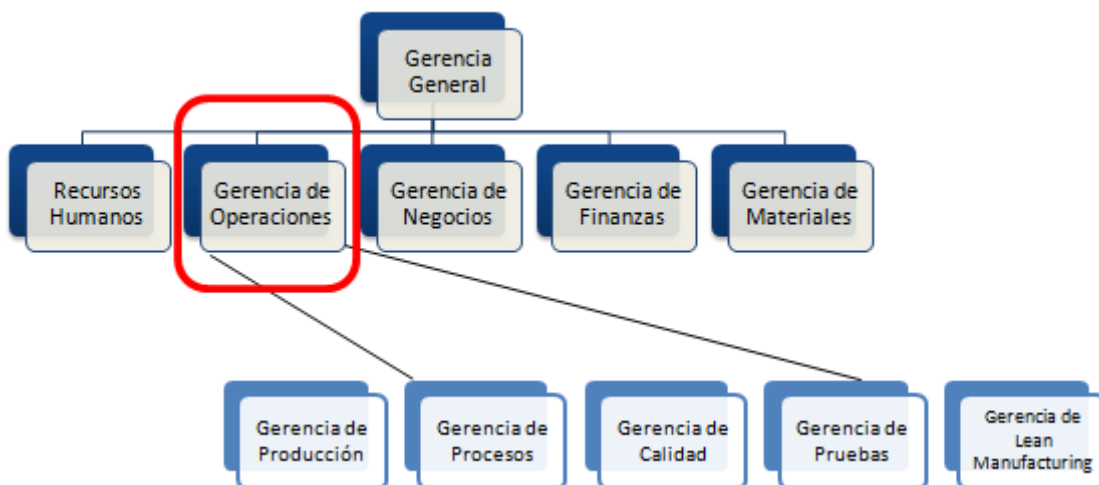 Gerencia
General
Recursos
Humanos
Gerencia de
Operaciones
Gerencia de
Negocios
Gerencia de
Finanzas
Gerencia de
Materiales
Gerencia de
Producción
Gerencia de
Procesos
Gerencia de
Calidad
Gerencia de
Pruebas
Gerencia de
Lean
Manufacturing